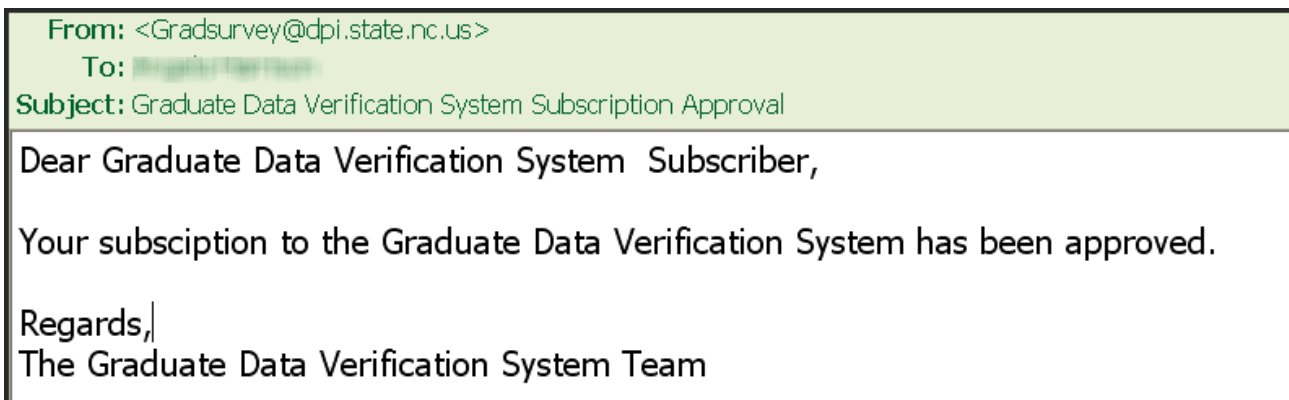 From: <Gradsurvey@dpi.state.nc.us>
To:
Subject: Graduate Data Verification System Subscription Approval
Dear Graduate Data Verification System  Subscriber,
Your subsciption to the Graduate Data Verification System has been approved.
Regards,
The Graduate Data Verification System Team